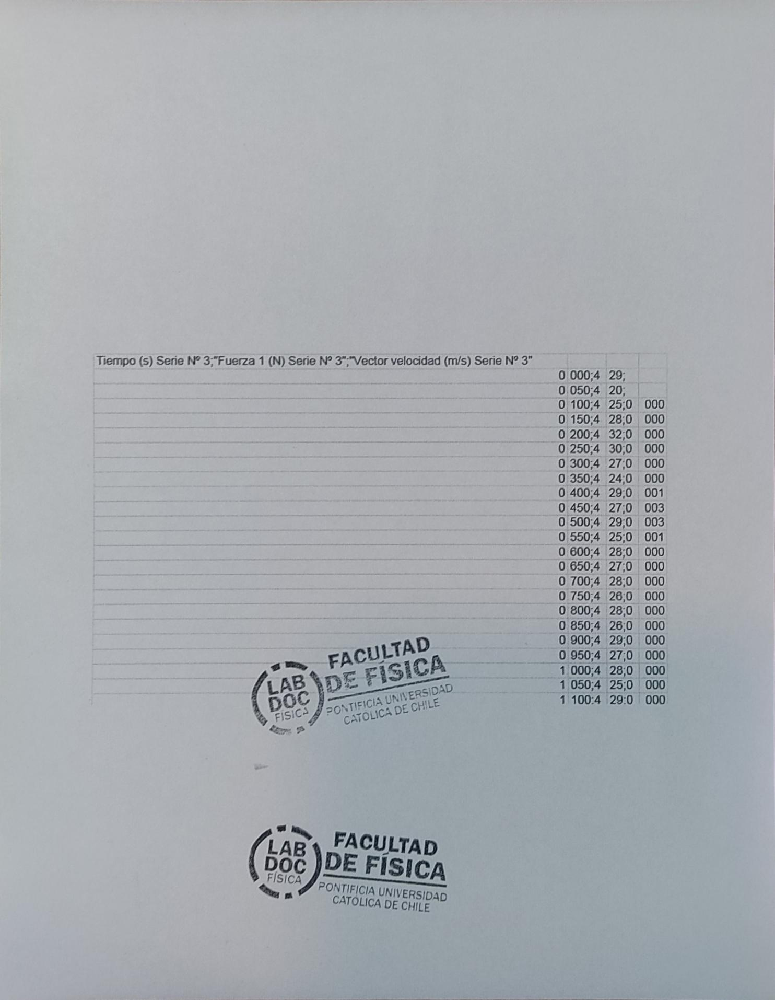 Tiempo (s) Serie Nº 3;"Fuerza 1 (N) Serie Nº 3";"Vector velocidad (m/s) Serie Nº 3"
0 000;4 29;
0 050;4 20;
0 100;4 25;0 000
0 150;4 28;0 000
0 200;4 32;0 000
0 250;4 30;0 000
0 300;4 27;0 000
0 350;4 24;0 000
0 400;4 29;0 001
0 450;4 27;0 003
0 500;4 29;0 003
0 550;4 25;0 001
0 600;4 28;0 000
0 650;4 27;0 000
0 700;4 28;0 000
0 750;4 26;0 000
0 800;4 28;0 000
0 850;4 26;0 000
0 900;4 29;0 000
0 950;4 27;0 000
1 000;4 28;0 000
1 050;4 25;0 000
1 100:4 29:0 000
LAB
DOC
FÍSICA
FACULTAD
DE FÍSICA
PONTIFICIA UNIVERSIDAD
CATÓLICA DE CHILE
LAB
DOC
FÍSICA
FACULTAD
DE FÍSICA
PONTIFICIA UNIVERSIDAD
CATÓLICA DE CHILE